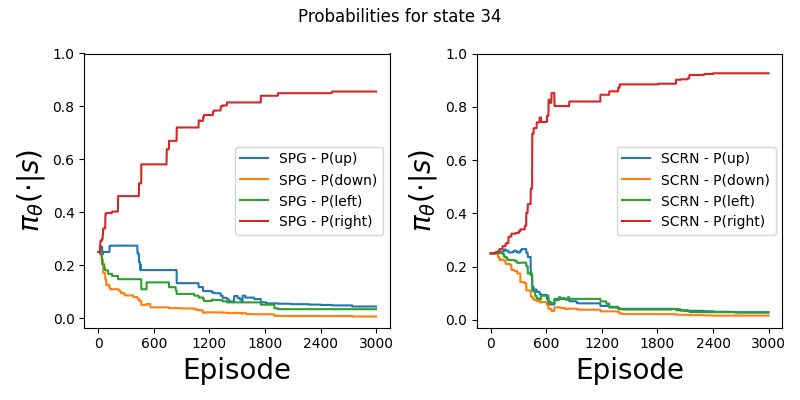 Probabilities for state 34
1.0
0.8
0.6
0.4
0.2
0.0
π_θ(·|s)
SPG - P(up)
SPG - P(down)
SPG - P(left)
SPG - P(right)
0 600 1200 1800 2400 3000
Episode
1.0
0.8
0.6
0.4
0.2
0.0
π_θ(·|s)
SCRN - P(up)
SCRN - P(down)
SCRN - P(left)
SCRN - P(right)
0 600 1200 1800 2400 3000
Episode